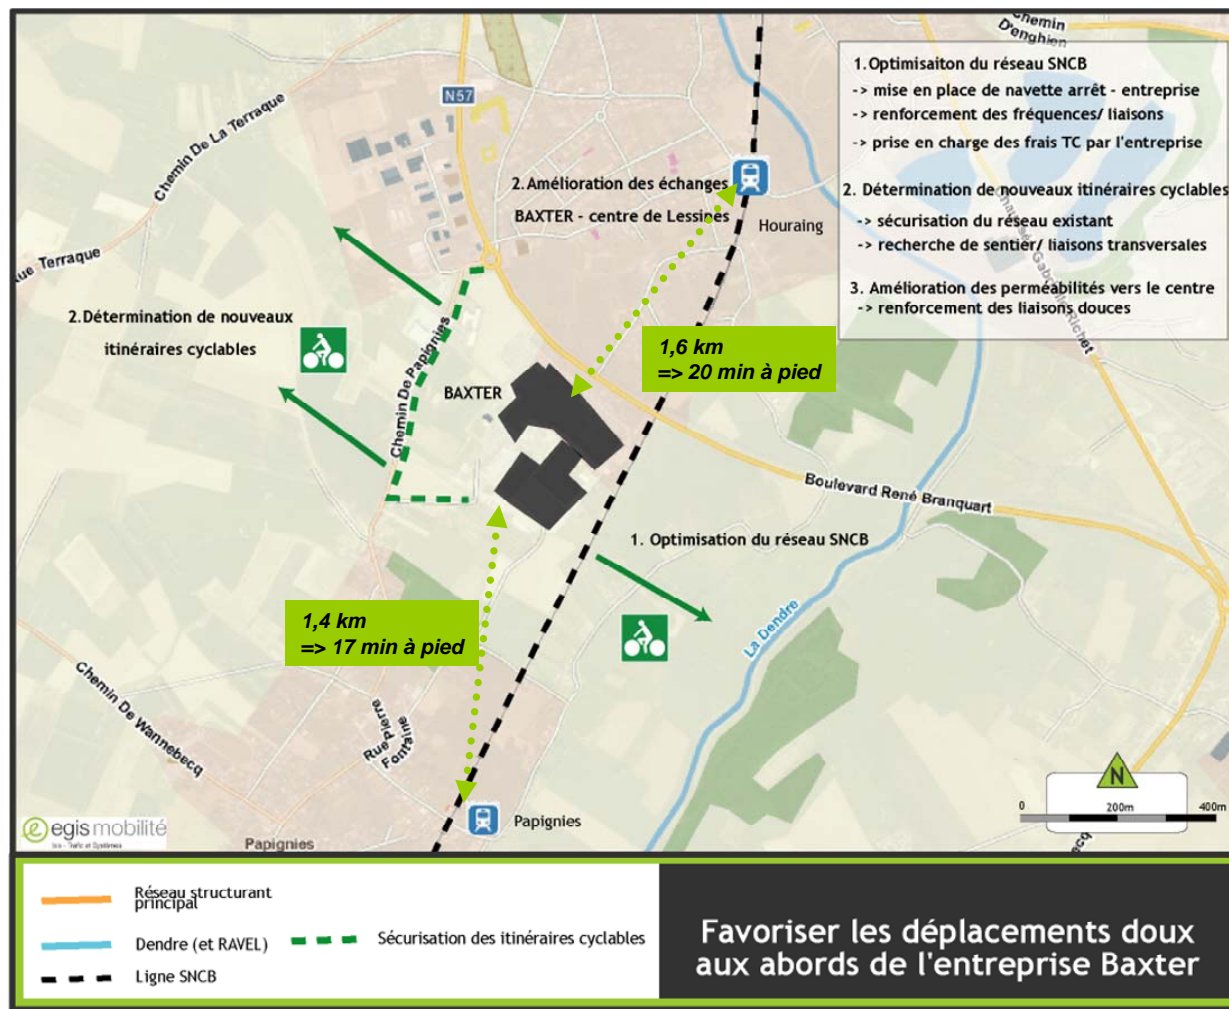 Chemin
D'enghien
1.Optimisaiton du réseau SNCB
-> mise en place de navette arrêt - entreprise
-> renforcement des fréquences/ liaisons
-> prise en charge des frais TC par l'entreprise
2. Détermination de nouveaux itinéraires cyclables
-> sécurisation du réseau existant
-> recherche de sentier/ liaisons transversales
3. Amélioration des perméabilités vers le centre
-> renforcement des liaisons douces
N57
Chemin De La Terraque
Rue Terraque
2.Amélioration des échanges
BAXTER - centre de Lessines
Houraing
Richet
2.Détermination de nouveaux
itinéraires cyclables
Chemin De Papignies
BAXTER
1,6 km
=> 20 min à pied
Boulevard René Branquart
1. Optimisation du réseau SNCB
La Dendre
1,4 km
=> 17 min à pied
Chemin De Wannebecq
Rue Pierre
Fontaine
Papignies
Papignies
N
0 200m 400m
ecq
egis mobilité
Isis - Trafic et Systèmes
Réseau structurant
principal
Dendre (et RAVEL)
Sécurisation des itinéraires cyclables
Ligne SNCB
Favoriser les déplacements doux
aux abords de l'entreprise Baxter